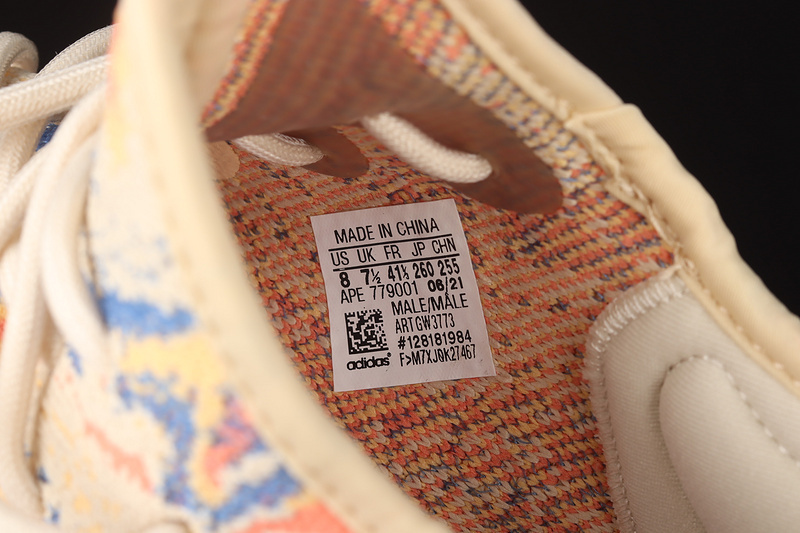 MADE IN CHINA
US UK FR JP CHN
8 7½ 41⅓ 260 255
APE 779001 06/21
MALE/MÂLE
ART GW3773
#128181984
adidas® F>M7XJ0K27467